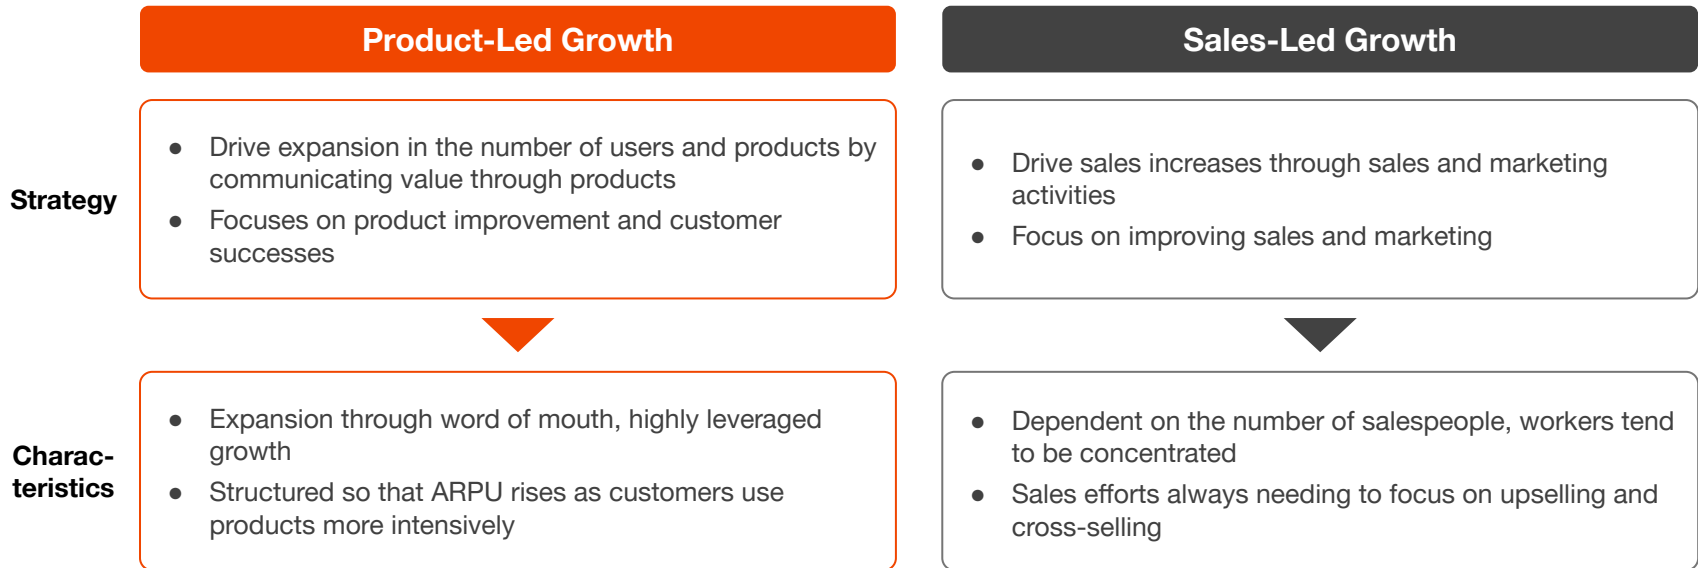 Product-Led Growth
Sales-Led Growth
Strategy
● Drive expansion in the number of users and products by
communicating value through products
● Focuses on product improvement and customer
successes
● Drive sales increases through sales and marketing
activities
● Focus on improving sales and marketing
Charac-
teristics
● Expansion through word of mouth, highly leveraged
growth
● Structured so that ARPU rises as customers use
products more intensively
● Dependent on the number of salespeople, workers tend
to be concentrated
● Sales efforts always needing to focus on upselling and
cross-selling